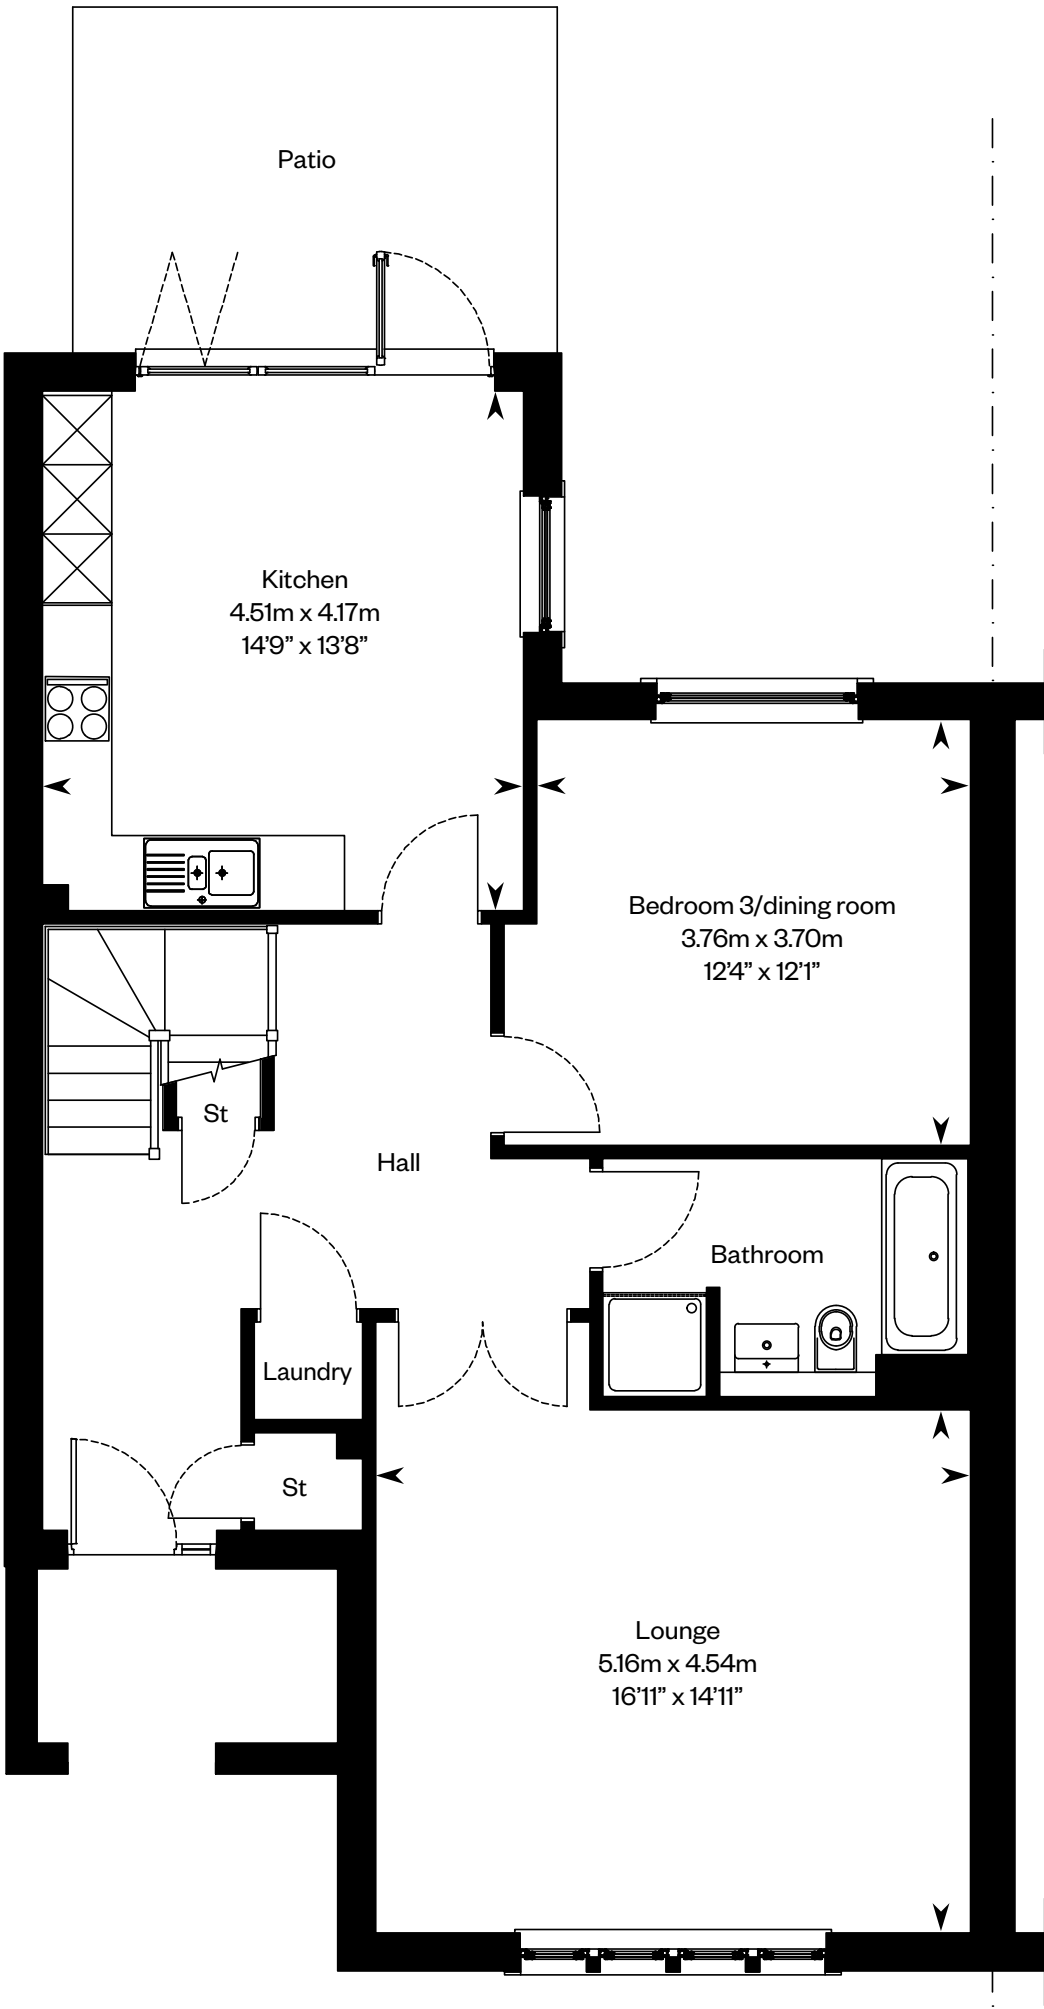 Patio
Kitchen
4.51m x 4.17m
14’9” x 13’8”
Bedroom 3/dining room
3.76m x 3.70m
12’4” x 12’1”
St
Hall
Bathroom
Laundry
St
Lounge
5.16m x 4.54m
16’11” x 14’11”